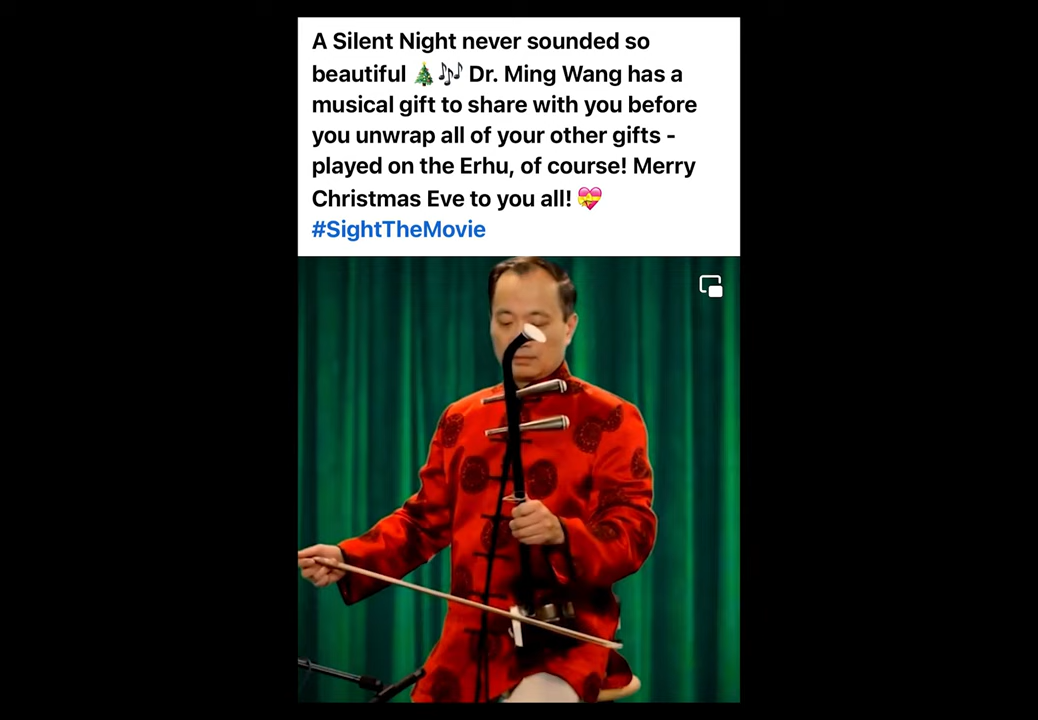 A Silent Night never sounded so
beautiful 🎄🎶 Dr. Ming Wang has a
musical gift to share with you before
you unwrap all of your other gifts -
played on the Erhu, of course! Merry
Christmas Eve to you all! 💝
#SightTheMovie